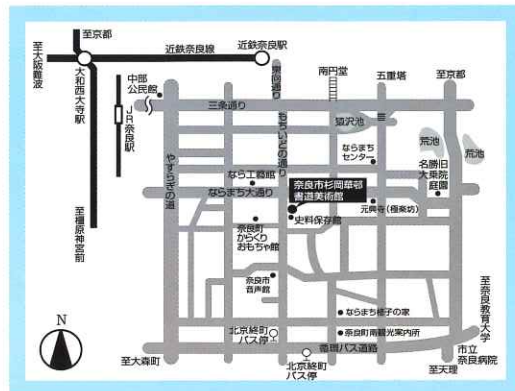 至京都
近鉄奈良線
近鉄奈良駅
至大阪難波
大和西大寺駅
JR奈良駅
至橿原神宮前
中部
公民館
東向通り
南円堂
五重塔
至京都
三条通り
猿沢池
荒池
荒池
もちいどの通り
やすらぎの道
ならまち
センター
名勝旧
大乗院
庭園
なら工藝館
ならまち大通り
奈良市杉岡華邨
書道美術館
元興寺(極楽坊)
史料保存館
奈良町
からくり
おもちゃ館
奈良市
音声館
至奈良教育大学
ならまち格子の家
奈良町南観光案内所
北京終町
バス停
循環バス道路
市立
奈良病院
至大森町
北京終町
バス停
至天理
N